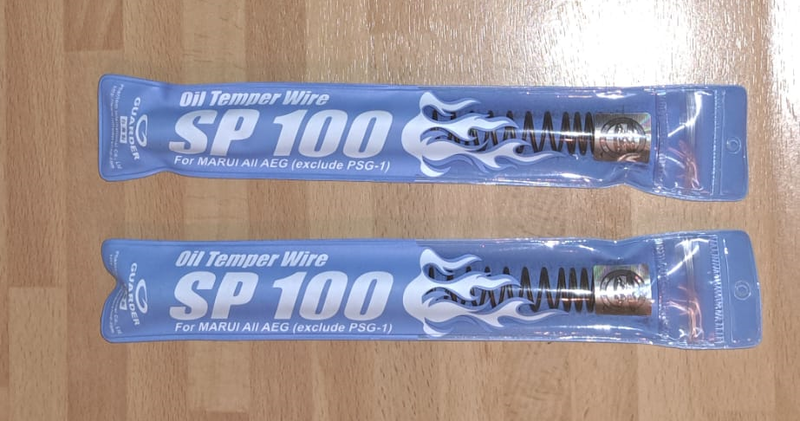 Oil Temper Wire
SP 100
For MARUI All AEG (exclude PSG-1)
GUARDER
Oil Temper Wire
SP 100
For MARUI All AEG (exclude PSG-1)
GUARDER